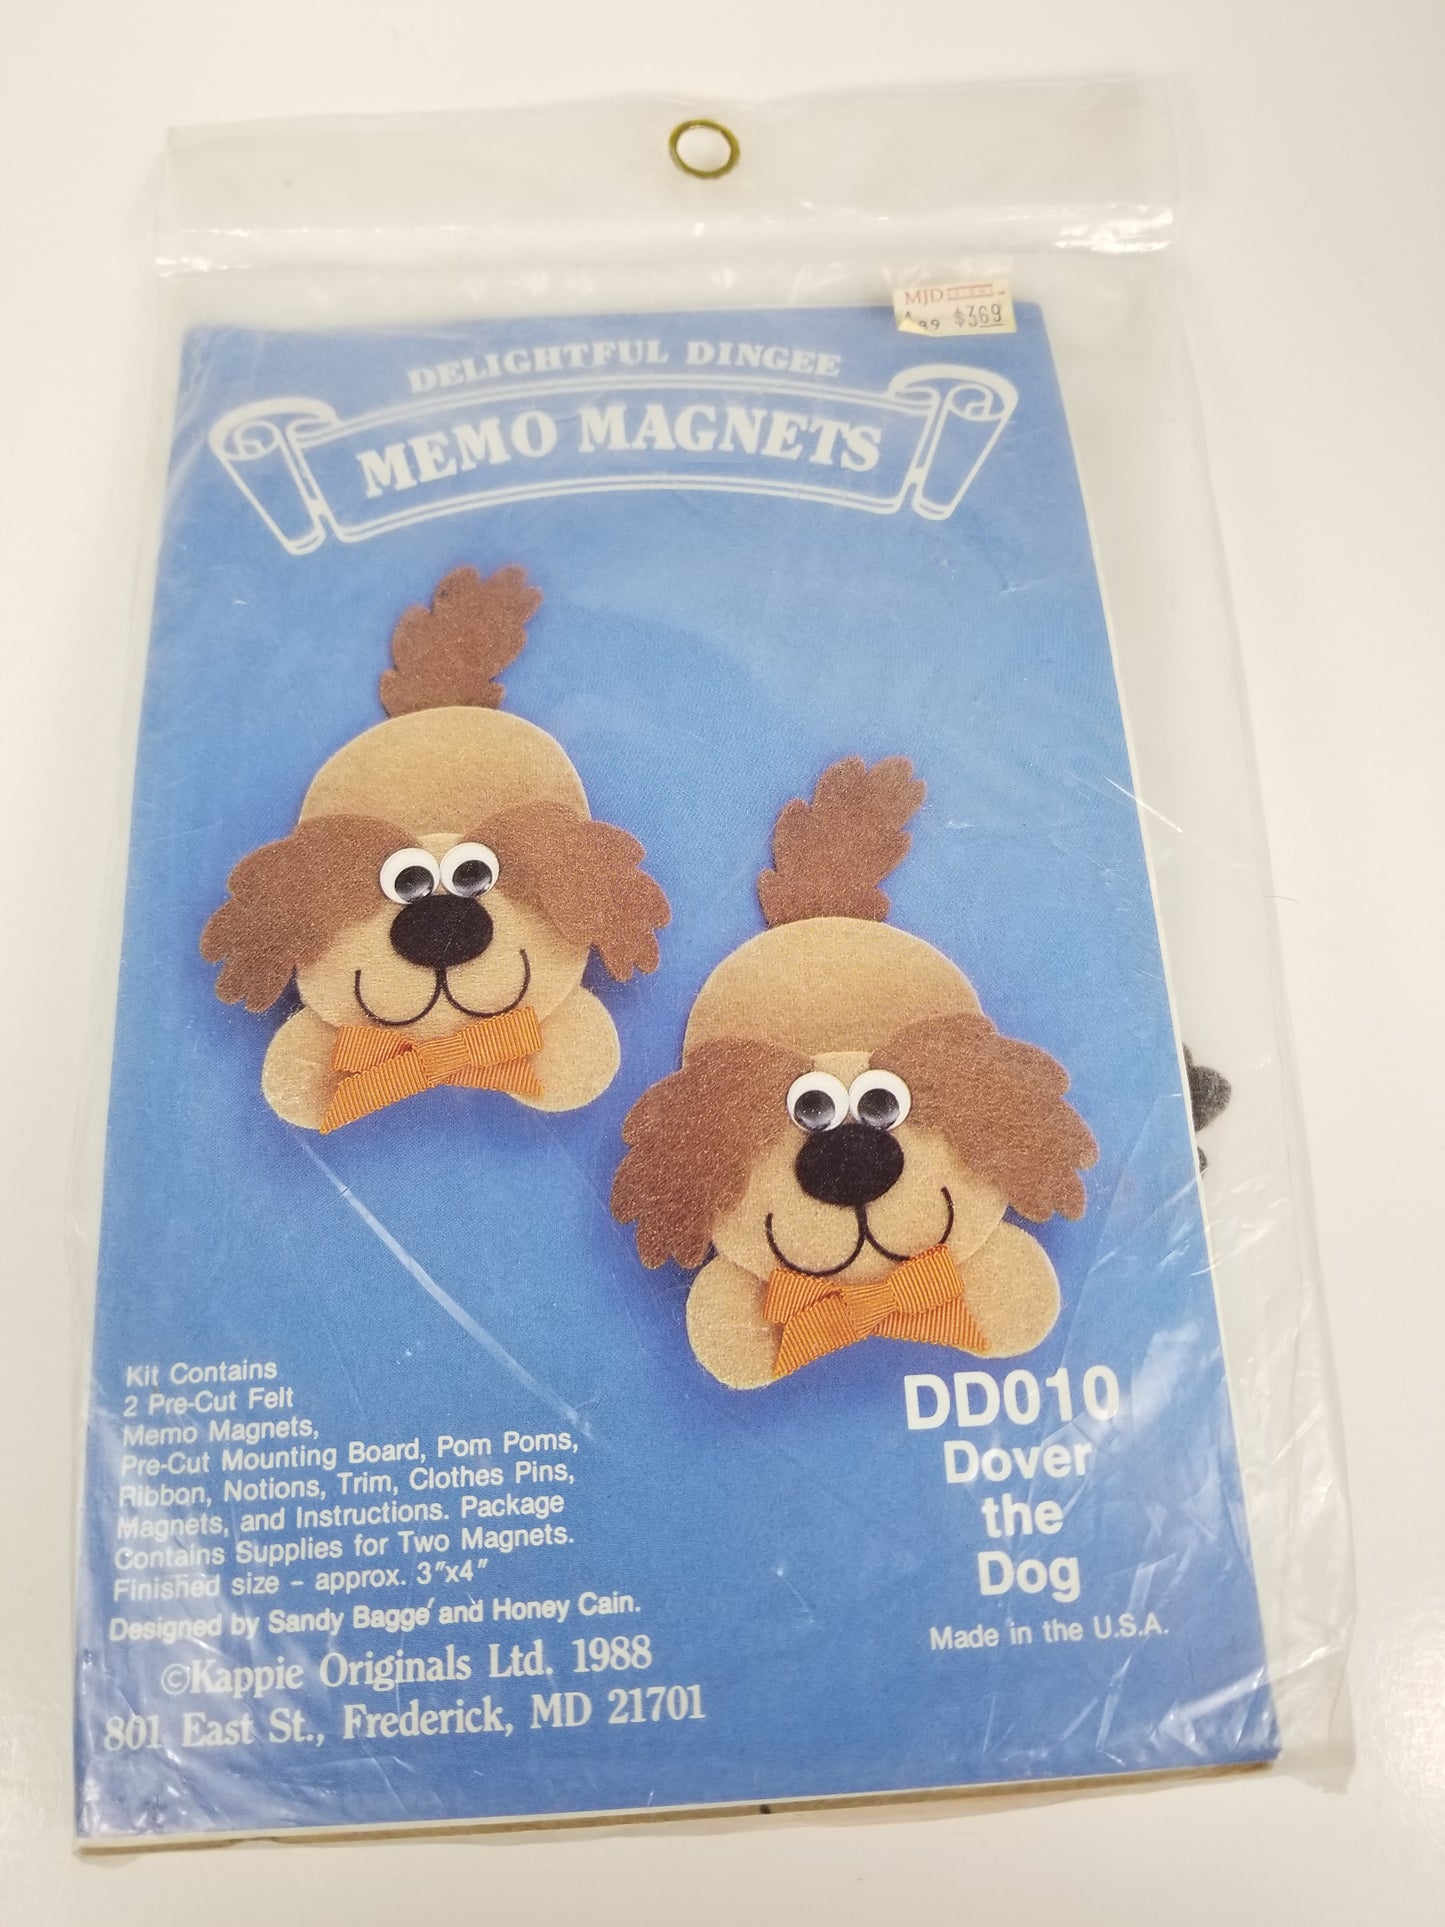 MJD
$3.69
DELIGHTFUL DINGEE
MEMO MAGNETS
Kit Contains
2 Pre-Cut Felt
Memo Magnets,
Pre-Cut Mounting Board, Pom Poms,
Ribbon, Notions, Trim, Clothes Pins,
Magnets, and Instructions. Package
Contains Supplies for Two Magnets.
Finished size - approx. 3"x4"
Designed by Sandy Bagge' and Honey Cain.
©Kappie Originals Ltd. 1988
801 East St., Frederick, MD 21701
DD010
Dover
the
Dog
Made in the U.S.A.